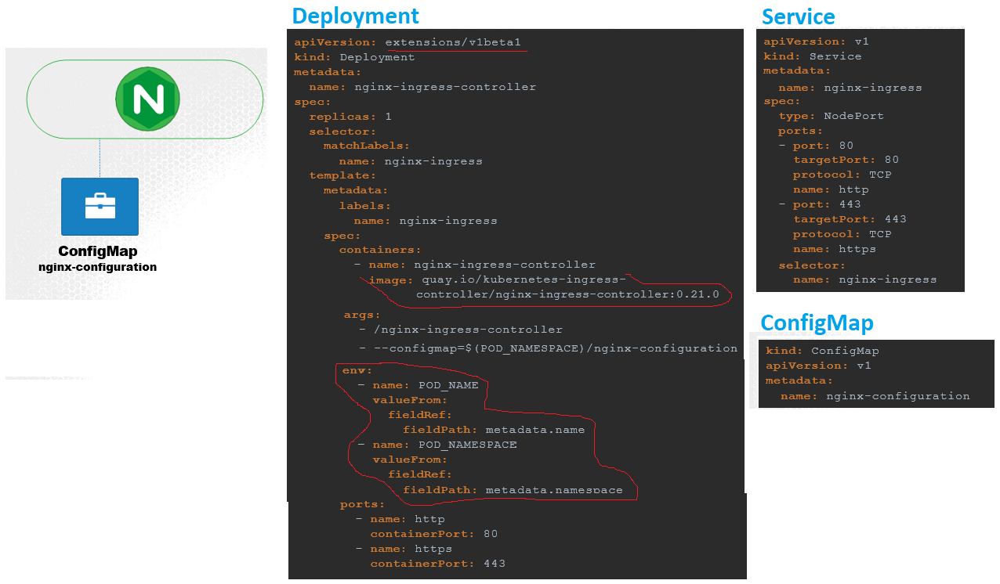 Deployment
apiVersion: extensions/v1beta1
kind: Deployment
metadata:
  name: nginx-ingress-controller
spec:
  replicas: 1
  selector:
    matchLabels:
      name: nginx-ingress
  template:
    metadata:
      labels:
        name: nginx-ingress
    spec:
      containers:
        - name: nginx-ingress-controller
          image: quay.io/kubernetes-ingress-
                controller/nginx-ingress-controller:0.21.0
      args:
        - /nginx-ingress-controller
        - --configmap=$(POD_NAMESPACE)/nginx-configuration
      env:
        - name: POD_NAME
          valueFrom:
            fieldRef:
              fieldPath: metadata.name
        - name: POD_NAMESPACE
          valueFrom:
            fieldRef:
              fieldPath: metadata.namespace
      ports:
        - name: http
          containerPort: 80
        - name: https
          containerPort: 443
Service
apiVersion: v1
kind: Service
metadata:
  name: nginx-ingress
spec:
  type: NodePort
  ports:
  - port: 80
    targetPort: 80
    protocol: TCP
    name: http
  - port: 443
    targetPort: 443
    protocol: TCP
    name: https
  selector:
    name: nginx-ingress
ConfigMap
kind: ConfigMap
apiVersion: v1
metadata:
  name: nginx-configuration
N
ConfigMap
nginx-configuration